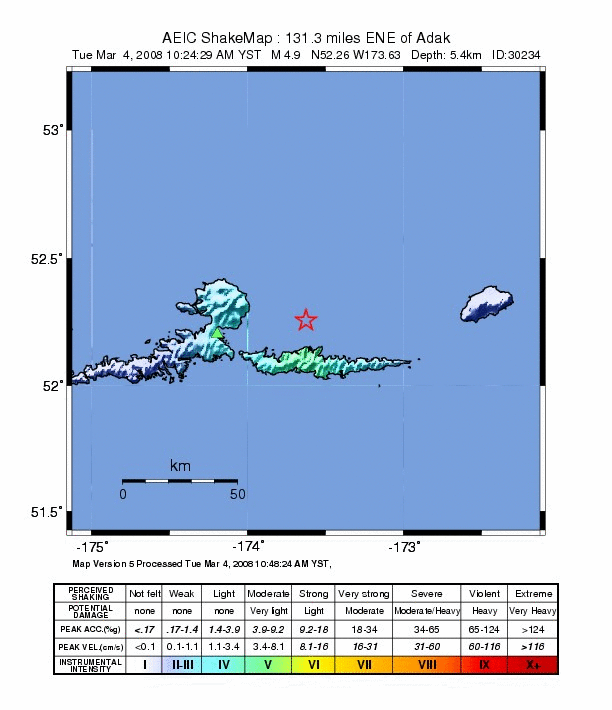 AEIC ShakeMap : 131.3 miles ENE of Adak
Tue Mar 4, 2008 10:24:29 AM YST M 4.9 N52.26 W173.63 Depth: 5.4km ID:30234
53°
52.5°
52°
51.5°
km
0 50
-175° -174° -173°
Map Version 5 Processed Tue Mar 4, 2008 10:48:24 AM YST,
PERCEIVED SHAKING Not felt Weak Light Moderate Strong Very strong Severe Violent Extreme
POTENTIAL DAMAGE none none none Very light Light Moderate Moderate/Heavy Heavy Very Heavy
PEAK ACC.(%g) <.17 .17-1.4 1.4-3.9 3.9-9.2 9.2-18 18-34 34-65 65-124 >124
PEAK VEL.(cm/s) <0.1 0.1-1.1 1.1-3.4 3.4-8.1 8.1-16 16-31 31-60 60-116 >116
INSTRUMENTAL INTENSITY I II-III IV V VI VII VIII IX X+